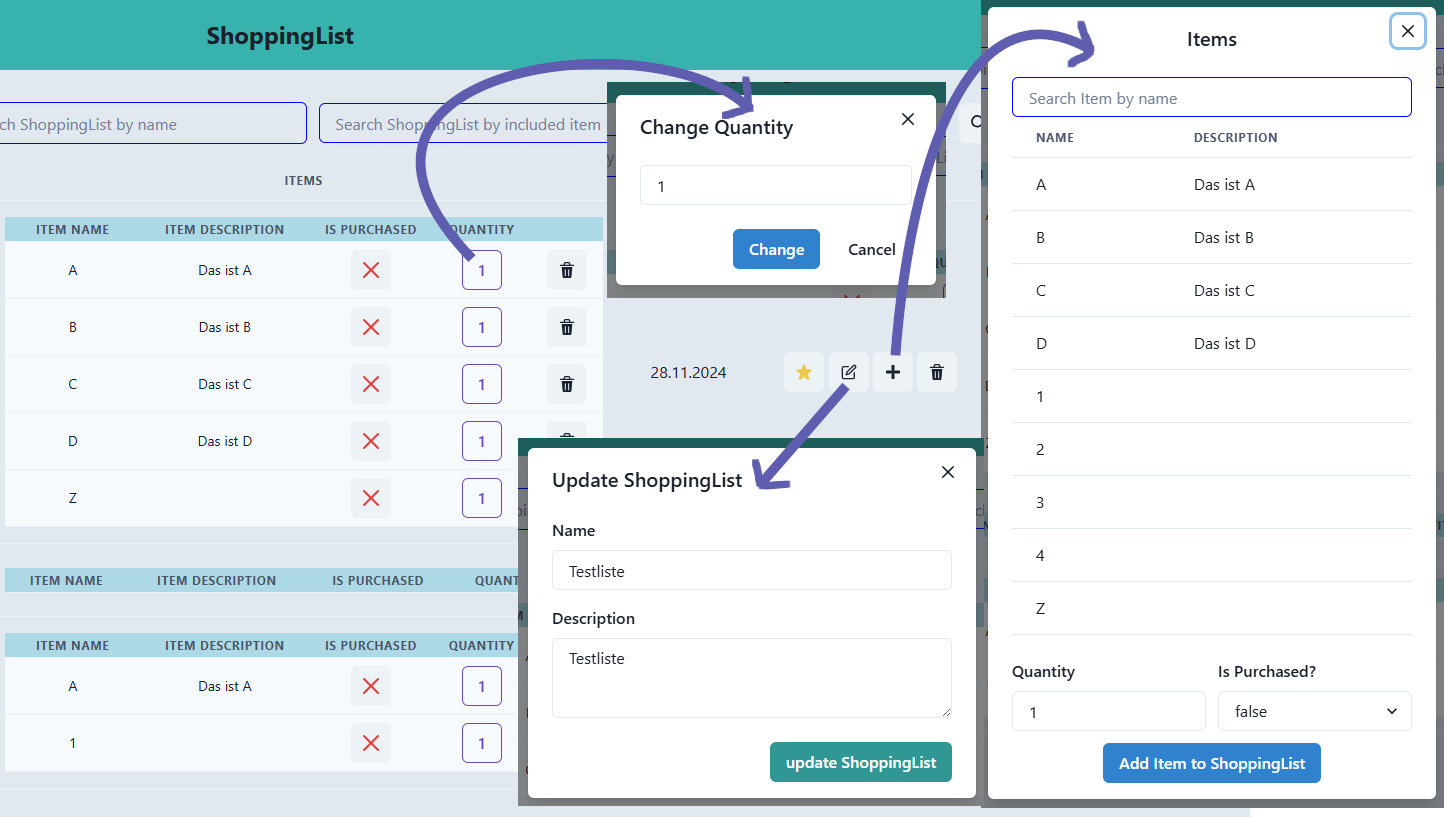 ShoppingList
ch ShoppingList by name
Search ShoppingList by included item
ITEMS
ITEM NAME ITEM DESCRIPTION IS PURCHASED QUANTITY
A Das ist A 1
B Das ist B 1
C Das ist C 1
D Das ist D 1
Z 1
ITEM NAME ITEM DESCRIPTION IS PURCHASED QUANT
ITEM NAME ITEM DESCRIPTION IS PURCHASED QUANTITY
A Das ist A 1
1 1
Change Quantity
1
Change Cancel
28.11.2024
Update ShoppingList
Name
Testliste
Description
Testliste
update ShoppingList
Items
Search Item by name
NAME DESCRIPTION
A Das ist A
B Das ist B
C Das ist C
D Das ist D
1
2
3
4
Z
Quantity Is Purchased?
1 false
Add Item to ShoppingList